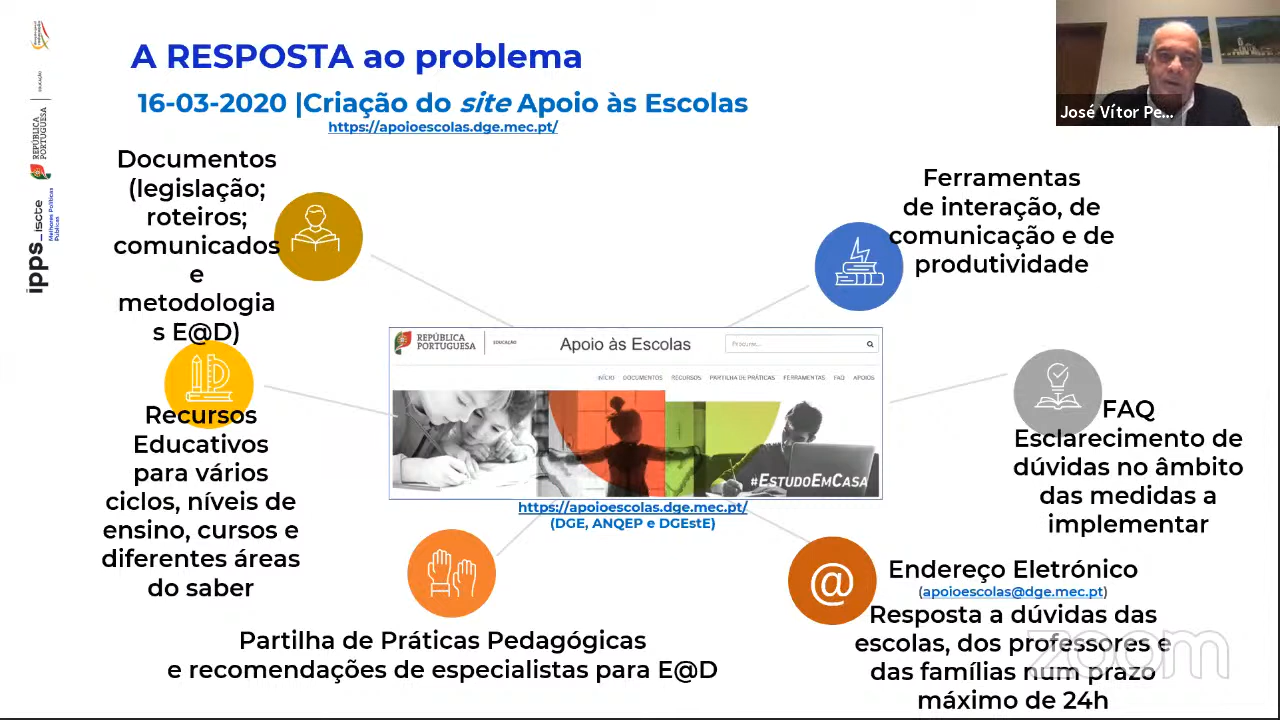 A RESPOSTA ao problema
16-03-2020 |Criação do site Apoio às Escolas
https://apoioescolas.dge.mec.pt/
José Vítor Pe...
EDUCAÇÃO
REPÚBLICA
PORTUGUESA
ipps_iscte
Melhores Políticas
Públicas
Documentos
(legislação;
roteiros;
comunicados
e
metodologia
s E@D)
Ferramentas
de interação, de
comunicação e de
produtividade
REPÚBLICA
PORTUGUESA
EDUCAÇÃO
Apoio às Escolas
Procurar...
INÍCIO DOCUMENTOS RECURSOS PARTILHA DE PRÁTICAS FERRAMENTAS FAQ APOIOS
#ESTUDOEMCASA
https://apoioescolas.dge.mec.pt/
(DGE, ANQEP e DGEstE)
Recursos
Educativos
para vários
ciclos, níveis de
ensino, cursos e
diferentes áreas
do saber
FAQ
Esclarecimento de
dúvidas no âmbito
das medidas a
implementar
Partilha de Práticas Pedagógicas
e recomendações de especialistas para E@D
@
Endereço Eletrónico
(apoioescolas@dge.mec.pt)
Resposta a dúvidas das
escolas, dos professores e
das famílias num prazo
máximo de 24h
zoom